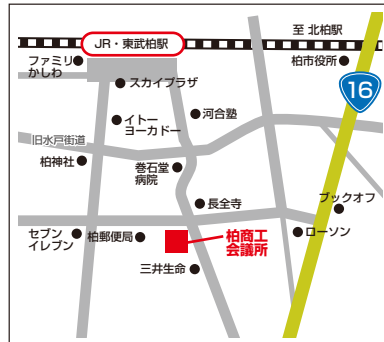 至 北柏駅
JR・東武柏駅
ファミリ
かしわ
柏市役所
スカイプラザ
16
イトー
ヨーカドー
河合塾
旧水戸街道
柏神社
巻石堂
病院
長全寺
ブックオフ
セブン
イレブン
柏郵便局
柏商工
会議所
ローソン
三井生命